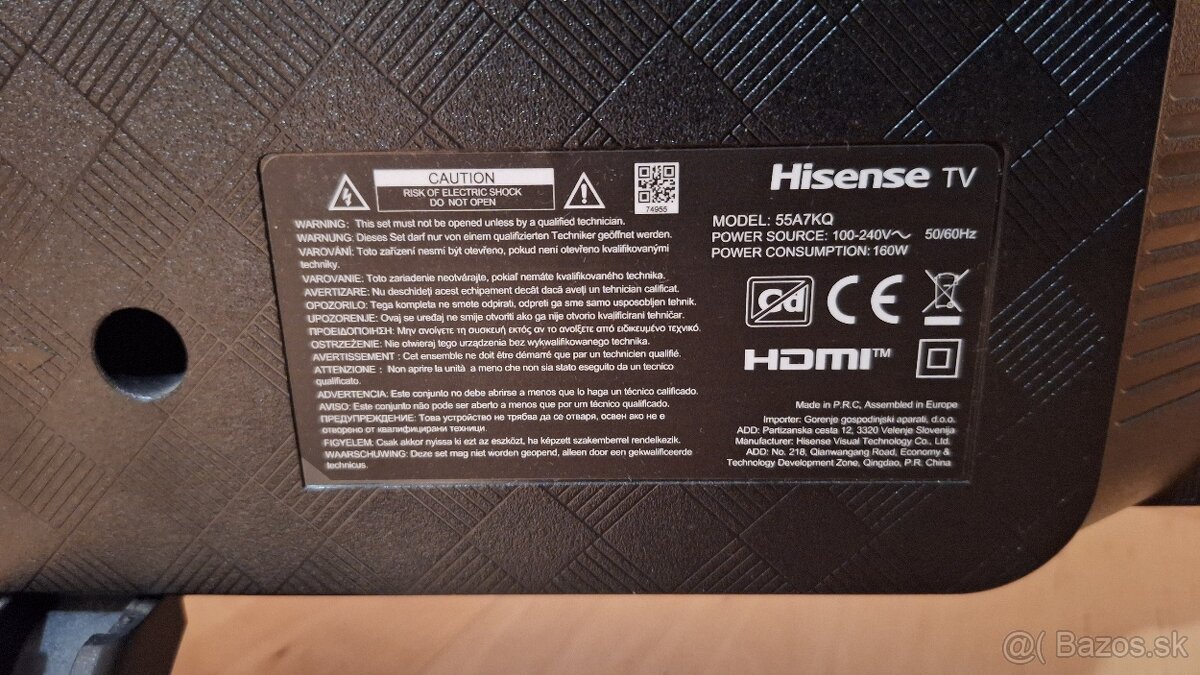 CAUTION
RISK OF ELECTRIC SHOCK
DO NOT OPEN
74955
WARNING: This set must not be opened unless by a qualified technician.
WARNUNG: Dieses Set darf nur von einem qualifizierten Techniker geöffnet werden.
VAROVÁNI: Toto zařízení nesmí být otevřeno, pokud není otevřeno kvalifikovanými
techniky.
VAROVANIE: Toto zariadenie neotvárajte, pokiaľ nemáte kvalifikovaného technika.
AVERTIZARE: Nu deschideți acest echipament decât dacă aveți un tehnician calificat.
OPOZORILO: Tega kompleta ne smete odpirati, odpreti ga sme samo usposobljen tehnik.
UPOZORENJE: Ovaj se uređaj ne smije otvoriti ako ga nije otvorio kvalificirani tehničar.
ΠΡΟΕΙΔΟΠΟΙΗΣΗ: Μην ανοίγετε τη συσκευή εκτός αν το ανοίξετε από ειδικευμένο τεχνικό.
OSTRZEŻENIE: Nie otwieraj tego urządzenia bez wykwalifikowanego technika.
AVERTISSEMENT : Cet ensemble ne doit être démarré que par un technicien qualifié.
ATTENZIONE : Non aprire la unità a meno che non sia stato eseguito da un tecnico
qualificato.
ADVERTENCIA: Este conjunto no debe abrirse a menos que lo haga un técnico calificado.
AVISO: Este conjunto não pode ser aberto a menos que por um técnico qualificado.
ПРЕДУПРЕЖДЕНИЕ: Това устройство не трябва да се отваря, освен ако не е
отворено от квалифицирани техници.
FIGYELEM: Csak akkor nyissa ki ezt az eszközt, ha képzett szakemberrel rendelkezik.
WAARSCHUWING: Deze set mag niet worden geopend, alleen door een gekwalificeerde
technicus.
Hisense TV
MODEL: 55A7KQ
POWER SOURCE: 100-240V~ 50/60Hz
POWER CONSUMPTION: 160W
Cd
CE
HDMI™
Made in P.R.C, Assembled in Europe
Importer: Gorenje gospodinjski aparati, d.o.o.
ADD: Partizanska cesta 12, 3320 Velenje Slovenija
Manufacturer: Hisense Visual Technology Co., Ltd.
ADD: No. 218, Qianwangang Road, Economy &
Technology Development Zone, Qingdao, P.R. China
@( Bazos.sk